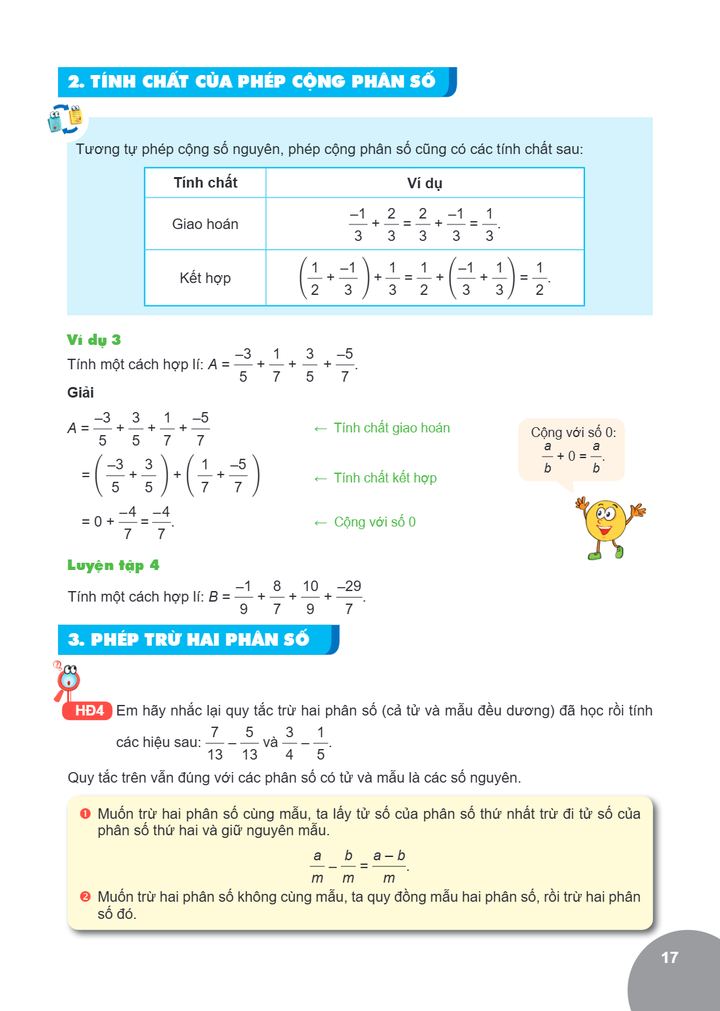 2. TÍNH CHẤT CỦA PHÉP CỘNG PHÂN SỐ
Tương tự phép cộng số nguyên, phép cộng phân số cũng có các tính chất sau:
Tính chất Ví dụ
Giao hoán –1/3 + 2/3 = 2/3 + –1/3 = 1/3.
Kết hợp (1/2 + –1/3) + 1/3 = 1/2 + (–1/3 + 1/3) = 1/2.
Ví dụ 3
Tính một cách hợp lí: A = –3/5 + 1/7 + 3/5 + –5/7.
Giải
A = –3/5 + 3/5 + 1/7 + –5/7 ← Tính chất giao hoán
= (–3/5 + 3/5) + (1/7 + –5/7) ← Tính chất kết hợp
= 0 + –4/7 = –4/7. ← Cộng với số 0
Cộng với số 0:
a/b + 0 = a/b.
Luyện tập 4
Tính một cách hợp lí: B = –1/9 + 8/7 + 10/9 + –29/7.
3. PHÉP TRỪ HAI PHÂN SỐ
HĐ4 Em hãy nhắc lại quy tắc trừ hai phân số (cả tử và mẫu đều dương) đã học rồi tính
các hiệu sau: 7/13 – 5/13 và 3/4 – 1/5.
Quy tắc trên vẫn đúng với các phân số có tử và mẫu là các số nguyên.
1 Muốn trừ hai phân số cùng mẫu, ta lấy tử số của phân số thứ nhất trừ đi tử số của
phân số thứ hai và giữ nguyên mẫu.
a/m – b/m = a – b/m.
2 Muốn trừ hai phân số không cùng mẫu, ta quy đồng mẫu hai phân số, rồi trừ hai phân
số đó.
17